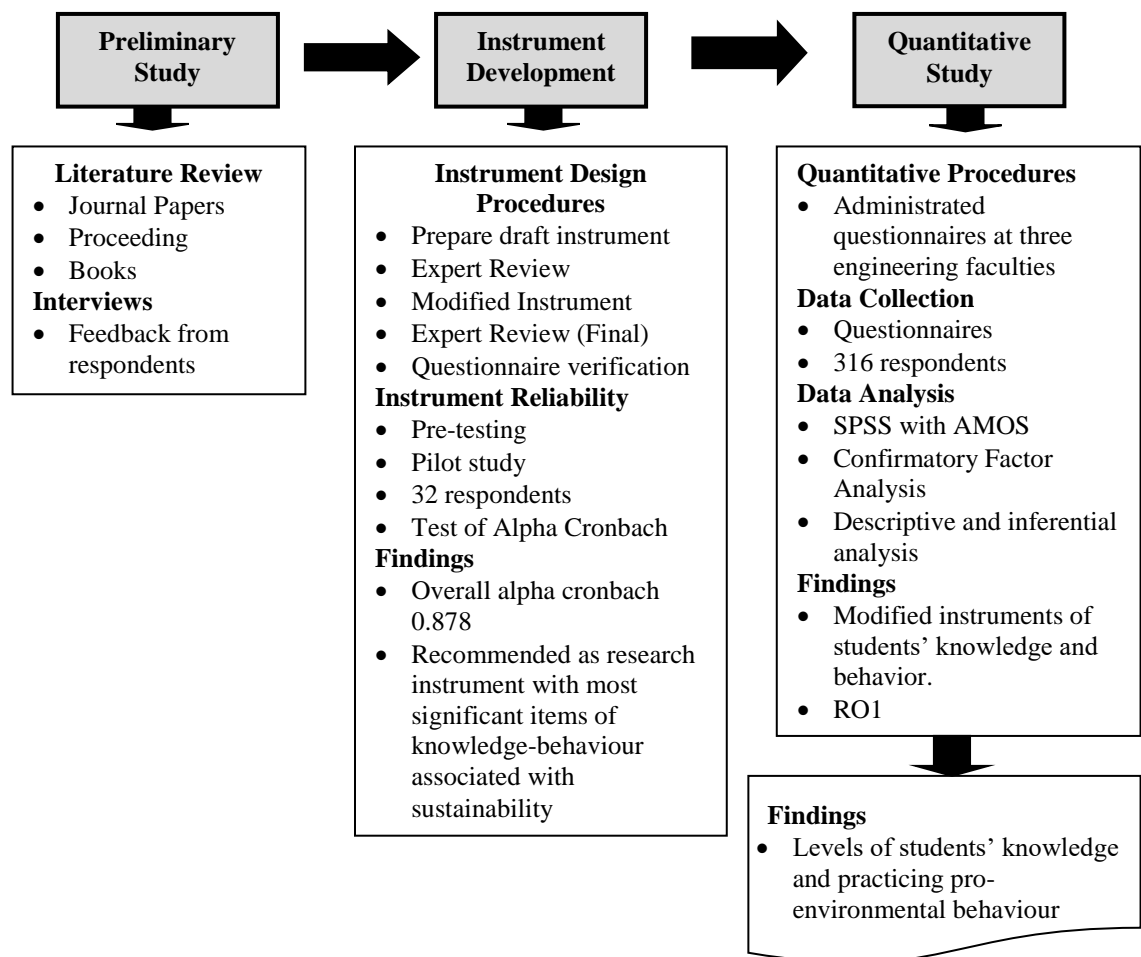 Preliminary
Study
Instrument
Development
Quantitative
Study
Literature Review
• Journal Papers
• Proceeding
• Books
Interviews
• Feedback from
respondents
Instrument Design
Procedures
• Prepare draft instrument
• Expert Review
• Modified Instrument
• Expert Review (Final)
• Questionnaire verification
Instrument Reliability
• Pre-testing
• Pilot study
• 32 respondents
• Test of Alpha Cronbach
Findings
• Overall alpha cronbach
0.878
• Recommended as research
instrument with most
significant items of
knowledge-behaviour
associated with
sustainability
Quantitative Procedures
• Administrated
questionnaires at three
engineering faculties
Data Collection
• Questionnaires
• 316 respondents
Data Analysis
• SPSS with AMOS
• Confirmatory Factor
Analysis
• Descriptive and inferential
analysis
Findings
• Modified instruments of
students’ knowledge and
behavior.
• RO1
Findings
• Levels of students’ knowledge
and practicing pro-
environmental behaviour